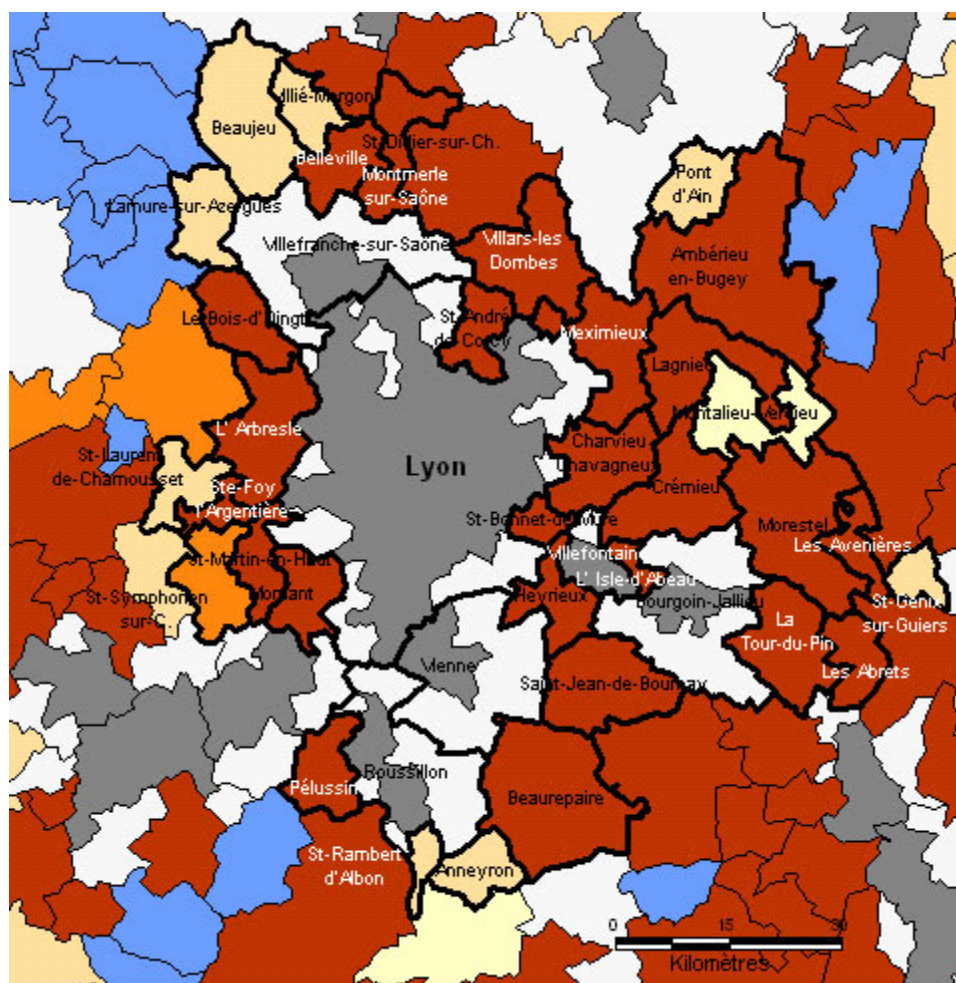 Villié-Morgon
Beaujeu
St-Didier-sur-Ch.
Belleville
Montmerle
sur-Saône
Pont
d'Ain
Lamure-sur-Azergues
Villefranche-sur-Saône
Villars-les
Dombes
Ambérieu
en-Bugey
Le Bois-d'Oingt
St-André
de-Corcy
Meximieux
Lagnieu
Montalieu-Vercieu
L' Arbresle
Charvieu
Chavagneux
St-Laurent
de-Chamousset
Lyon
Ste-Foy
l'Argentière
Crémieu
St-Bonnet-de-Mure
Morestel
Les Avenières
St-Martin-en-Haut
Villefontaine
L' Isle-d'Abeau
Mornant
Heyrieux
Bourgoin-Jallieu
St-Symphorien
sur-C.
St-Genix
sur-Guiers
La
Tour-du-Pin
Vienne
Les Abrets
Saint-Jean-de-Bournay
Pélussin
Roussillon
Beaurepaire
St-Rambert
d'Albon
Anneyron
0 15 30
Kilomètres